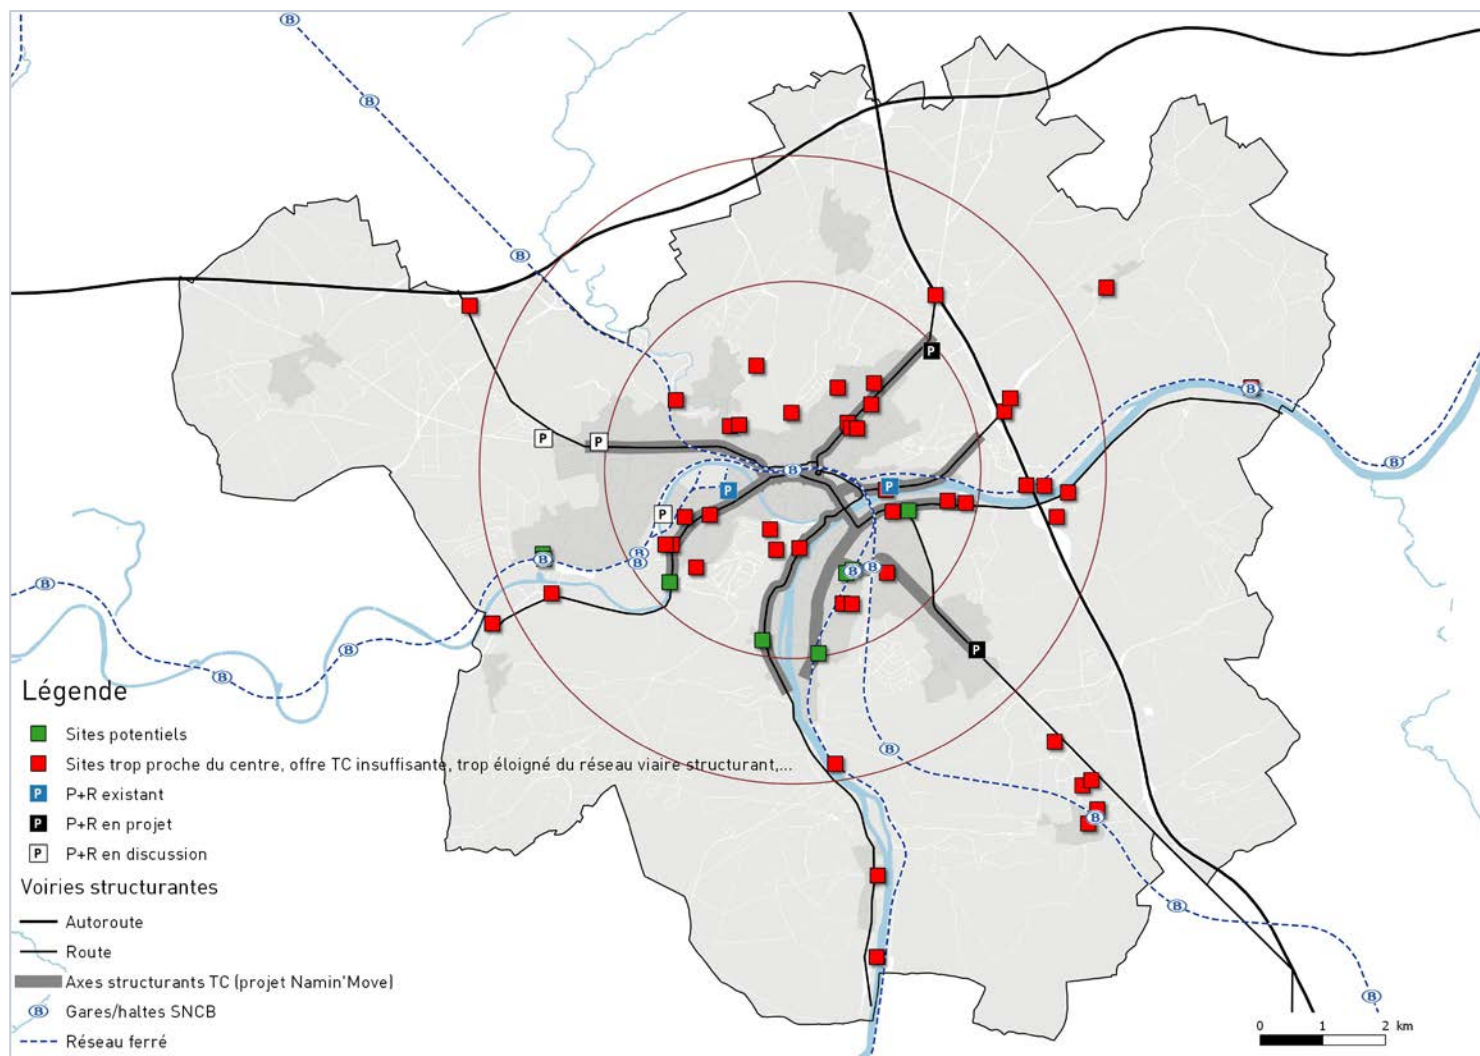 Légende
Sites potentiels
Sites trop proche du centre, offre TC insuffisante, trop éloigné du réseau viaire structurant,...
P P+R existant
P P+R en projet
P P+R en discussion
Voiries structurantes
Autoroute
Route
Axes structurants TC (projet Namin'Move)
B Gares/haltes SNCB
Réseau ferré
0 1 2 km